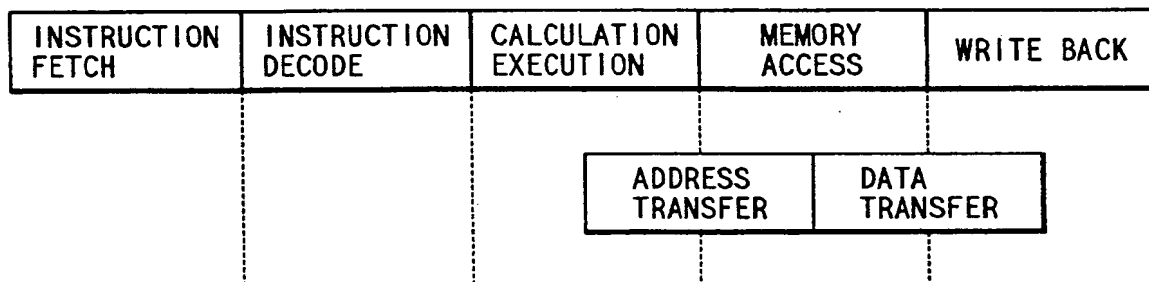 INSTRUCTION FETCH
INSTRUCTION DECODE
CALCULATION EXECUTION
MEMORY ACCESS
WRITE BACK
ADDRESS TRANSFER
DATA TRANSFER